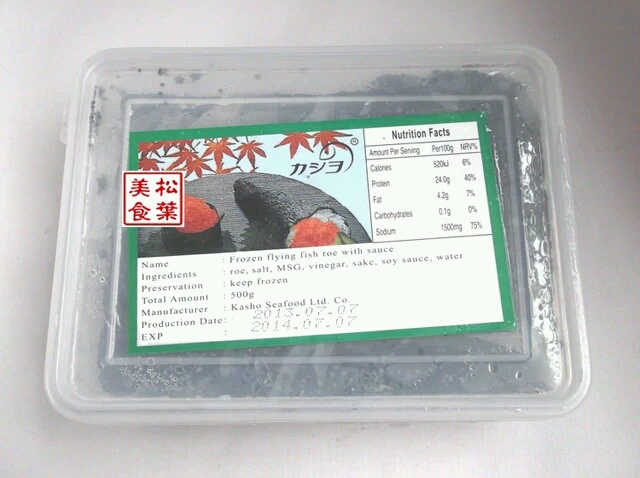 カショ®
美松
食葉
Nutrition Facts
Amount Per Serving Per100g NRV%
Calories 520kJ 6%
Protein 24.0g 40%
Fat 4.2g 7%
Carbohydrates 0.1g 0%
Sodium 1500mg 75%
Name : Frozen flying fish roe with sauce
Ingredients : roe, salt, MSG, vinegar, sake, soy sauce, water
Preservation : keep frozen
Total Amount : 500g
Manufacturer : Kasho Seafood Ltd. Co.
Production Date: 2013.07.07
EXP : 2014.07.07